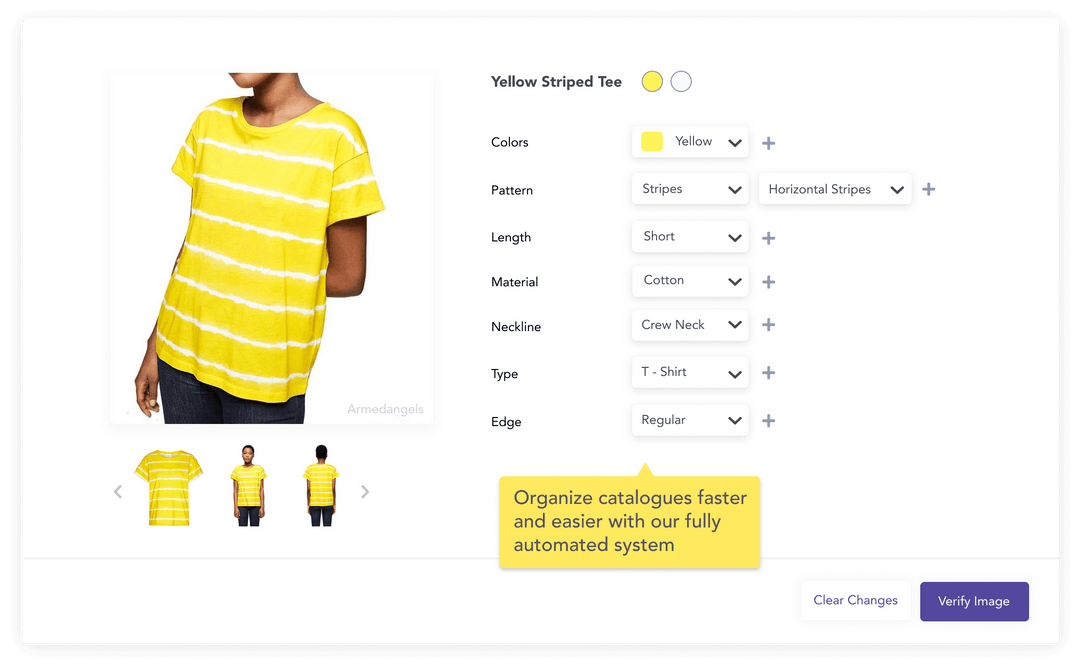 Yellow Striped Tee
Colors
Yellow
Pattern
Stripes
Horizontal Stripes
Length
Short
Material
Cotton
Neckline
Crew Neck
Type
T - Shirt
Edge
Regular
Armedangels
Organize catalogues faster
and easier with our fully
automated system
Clear Changes
Verify Image